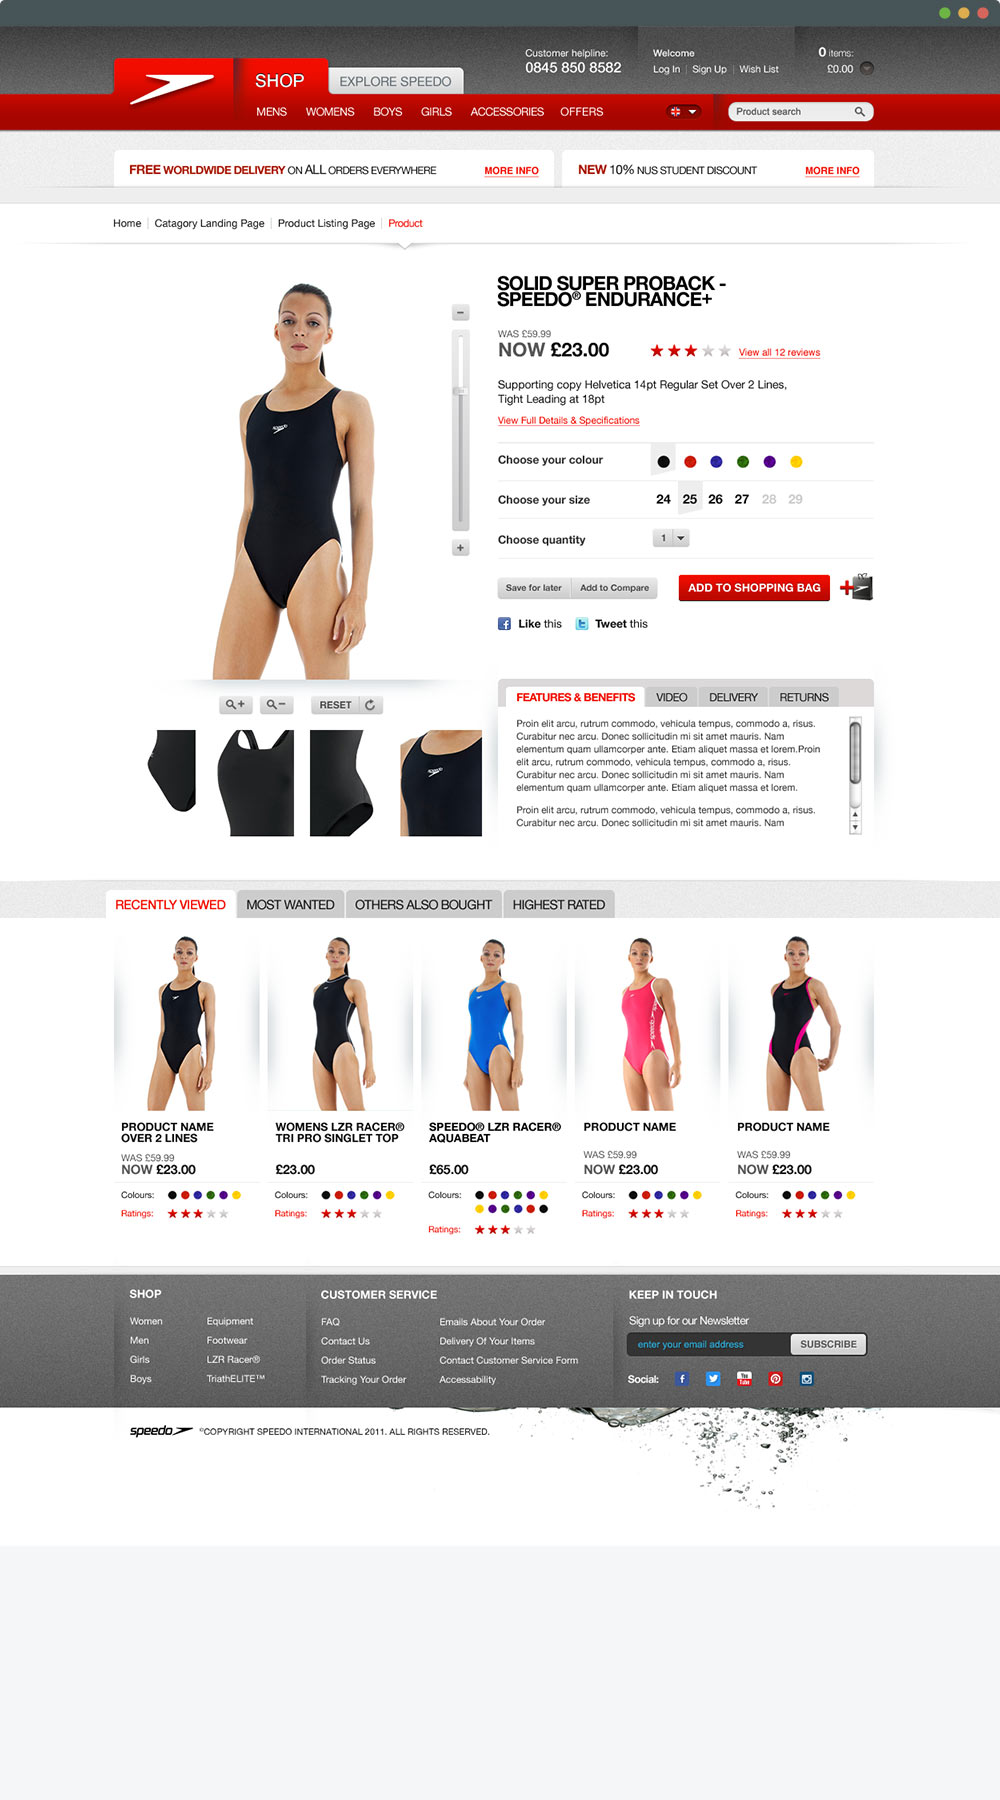 Customer helpline:
0845 850 8582
Welcome
Log In | Sign Up | Wish List
0 items:
£0.00
SHOP
EXPLORE SPEEDO
MENS WOMENS BOYS GIRLS ACCESSORIES OFFERS
Product search
FREE WORLDWIDE DELIVERY ON ALL ORDERS EVERYWHERE MORE INFO
NEW 10% NUS STUDENT DISCOUNT MORE INFO
Home | Catagory Landing Page | Product Listing Page | Product
SOLID SUPER PROBACK -
SPEEDO® ENDURANCE+
WAS £59.99
NOW £23.00
View all 12 reviews
Supporting copy Helvetica 14pt Regular Set Over 2 Lines,
Tight Leading at 18pt
View Full Details & Specifications
Choose your colour
Choose your size 24 25 26 27 28 29
Choose quantity 1
Save for later Add to Compare ADD TO SHOPPING BAG
Like this Tweet this
speedo
RESET
speedo
FEATURES & BENEFITS VIDEO DELIVERY RETURNS
Proin elit arcu, rutrum commodo, vehicula tempus, commodo a, risus.
Curabitur nec arcu. Donec sollicitudin mi sit amet mauris. Nam
elementum quam ullamcorper ante. Etiam aliquet massa et lorem.Proin
elit arcu, rutrum commodo, vehicula tempus, commodo a, risus.
Curabitur nec arcu. Donec sollicitudin mi sit amet mauris. Nam
elementum quam ullamcorper ante. Etiam aliquet massa et lorem.
Proin elit arcu, rutrum commodo, vehicula tempus, commodo a, risus.
Curabitur nec arcu. Donec sollicitudin mi sit amet mauris. Nam
RECENTLY VIEWED MOST WANTED OTHERS ALSO BOUGHT HIGHEST RATED
speedo
PRODUCT NAME
OVER 2 LINES
WAS £59.99
NOW £23.00
Colours:
Ratings:
WOMENS LZR RACER®
TRI PRO SINGLET TOP
£23.00
Colours:
Ratings:
SPEEDO® LZR RACER®
AQUABEAT
£65.00
Colours:
Ratings:
PRODUCT NAME
WAS £59.99
NOW £23.00
Colours:
Ratings:
PRODUCT NAME
WAS £59.99
NOW £23.00
Colours:
Ratings:
SHOP
Women Equipment
Men Footwear
Girls LZR Racer®
Boys TriathELITE™
CUSTOMER SERVICE
FAQ Emails About Your Order
Contact Us Delivery Of Your Items
Order Status Contact Customer Service Form
Tracking Your Order Accessability
KEEP IN TOUCH
Sign up for our Newsletter
enter your email address SUBSCRIBE
Social:
You Tube
speedo ©COPYRIGHT SPEEDO INTERNATIONAL 2011. ALL RIGHTS RESERVED.